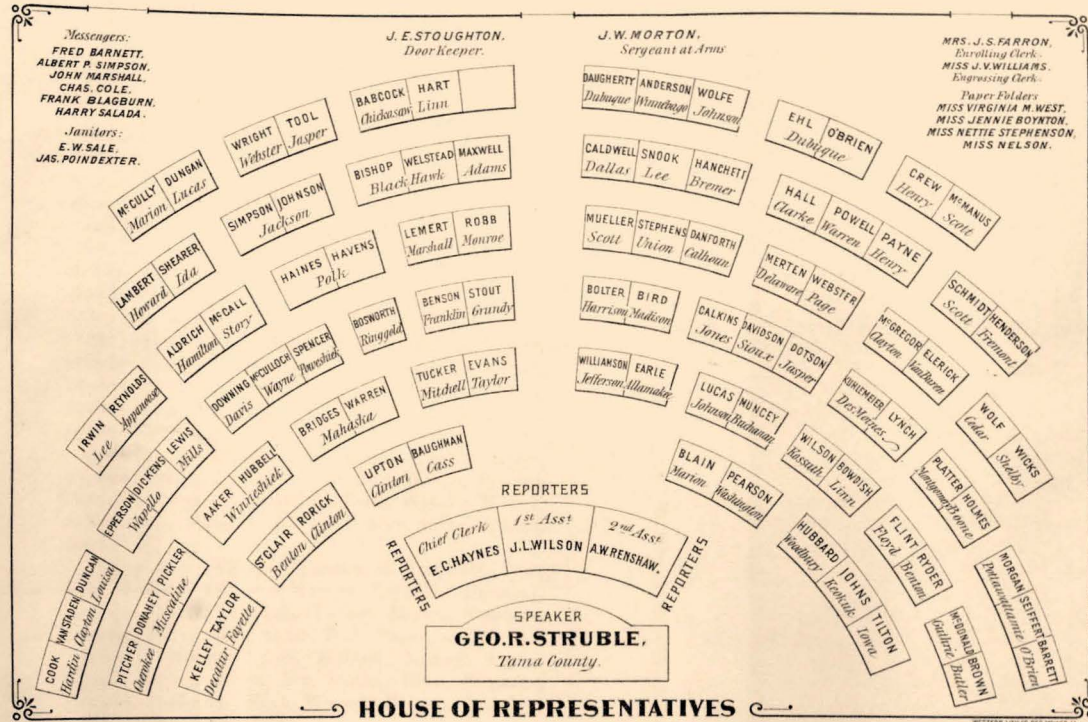 Messengers:
FRED BARNETT,
ALBERT P. SIMPSON,
JOHN MARSHALL,
CHAS. COLE,
FRANK BLAGBURN,
HARRY SALADA.
Janitors:
E.W. SALE,
JAS. POINDEXTER.
J.E. STOUGHTON,
Door Keeper.
J.W. MORTON,
Sergeant at Arms
MRS. J.S. FARRON,
Enrolling Clerk.
MISS J.V. WILLIAMS,
Engrossing Clerk.
Paper Folders
MISS VIRGINIA M. WEST,
MISS JENNIE BOYNTON,
MISS NETTIE STEPHENSON,
MISS NELSON.
McCULLY DUNGAN
Marion Lucas
WRIGHT TOOL
Webster Jasper
BABCOCK HART
Chickasaw Linn
DAUGHERTY ANDERSON WOLFE
Dubuque Winnebago Johnson
EHL O'BRIEN
Dubuque
CREW McMANUS
Henry Scott
LAMBERT SHEARER
Howard Ida
SIMPSON JOHNSON
Jackson
BISHOP WELSTEAD MAXWELL
Black Hawk Adams
CALDWELL SNOOK HANCHETT
Dallas Lee Bremer
HALL POWELL PAYNE
Clarke Warren Henry
SCHMIDT HENDERSON
Scott Fremont
ALDRICH McCALL
Hamilton Story
HAINES HAVENS
Polk
LEMERT ROBB
Marshall Monroe
MUELLER STEPHENS DANFORTH
Scott Union Calhoun
MERTEN WEBSTER
Delaware Page
McGREGOR ELERICK
Clayton VanBuren
IRWIN REYNOLDS
Lee Appanoose
DOWNING McCULLOCH SPENCER
Davis Wayne Poweshiek
BOSWORTH
Ringgold
BENSON STOUT
Franklin Grundy
BOLTER BIRD
Harrison Madison
CALKINS DAVIDSON DOTSON
Jones Sioux Jasper
LYNCH
Des Moines
WOLF WICKS
Cedar Shelby
EPPERSON DICKENS LEWIS
Wapello Mills
BRIDGES WARREN
Mahaska
TUCKER EVANS
Mitchell Taylor
WILLIAMSON EARLE
Jefferson Allamakee
LUCAS MUNCEY
Johnson Buchanan
WILSON BOWDISH
Kossuth Linn
PLATTER HOLMES
Montgomery Boone
AAKER HUBBELL
Winneshiek
UPTON BAUGHMAN
Clinton Cass
BLAIN PEARSON
Marion Washington
FLINT RYDER
Floyd Benton
COOK VAN STADEN DUNCAN
Hardin Clayton Louisa
PITCHER DONAHEY PICKLER
Cherokee Muscatine
KELLEY TAYLOR
Decatur Fayette
ST CLAIR RORICK
Benton Clinton
HUBBARD JOHNS TILTON
Woodbury Keokuk Iowa
McDONALD BROWN
Guthrie Butler
MORGAN SEIFFERT BARRETT
Pottawattamie O'Brien
REPORTERS
REPORTERS
REPORTERS
Chief Clerk 1st Asst 2nd Asst
E.C. HAYNES J.L. WILSON A.W. RENSHAW.
SPEAKER
GEO. R. STRUBLE,
Tama County.
HOUSE OF REPRESENTATIVES